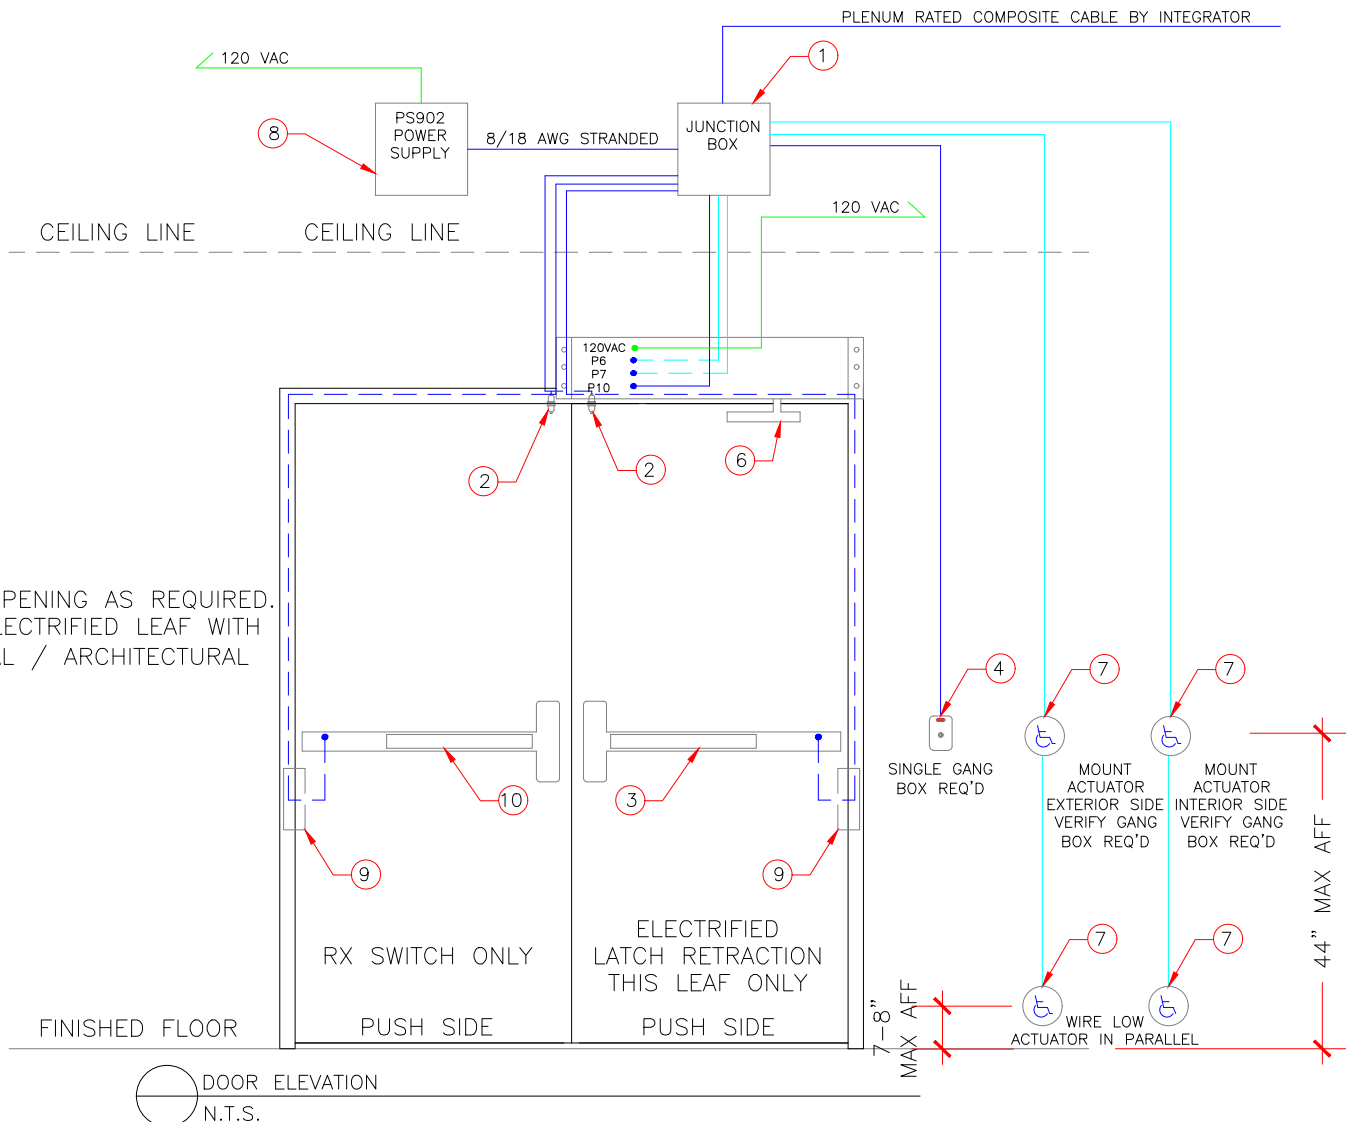 PLENUM RATED COMPOSITE CABLE BY INTEGRATOR
120 VAC
1
PS902
POWER
SUPPLY
8
8/18 AWG STRANDED
JUNCTION
BOX
120 VAC
CEILING LINE
CEILING LINE
120VAC
P6
P7
P10
2
2
6
PENING AS REQUIRED.
LECTRIFIED LEAF WITH
AL / ARCHITECTURAL
4
7
7
SINGLE GANG
BOX REQ'D
MOUNT
ACTUATOR
EXTERIOR SIDE
VERIFY GANG
BOX REQ'D
MOUNT
ACTUATOR
INTERIOR SIDE
VERIFY GANG
BOX REQ'D
10
3
9
9
44" MAX AFF
RX SWITCH ONLY
ELECTRIFIED
LATCH RETRACTION
THIS LEAF ONLY
7
7
7-8"
MAX AFF
WIRE LOW
ACTUATOR IN PARALLEL
FINISHED FLOOR
PUSH SIDE
PUSH SIDE
DOOR ELEVATION
N.T.S.